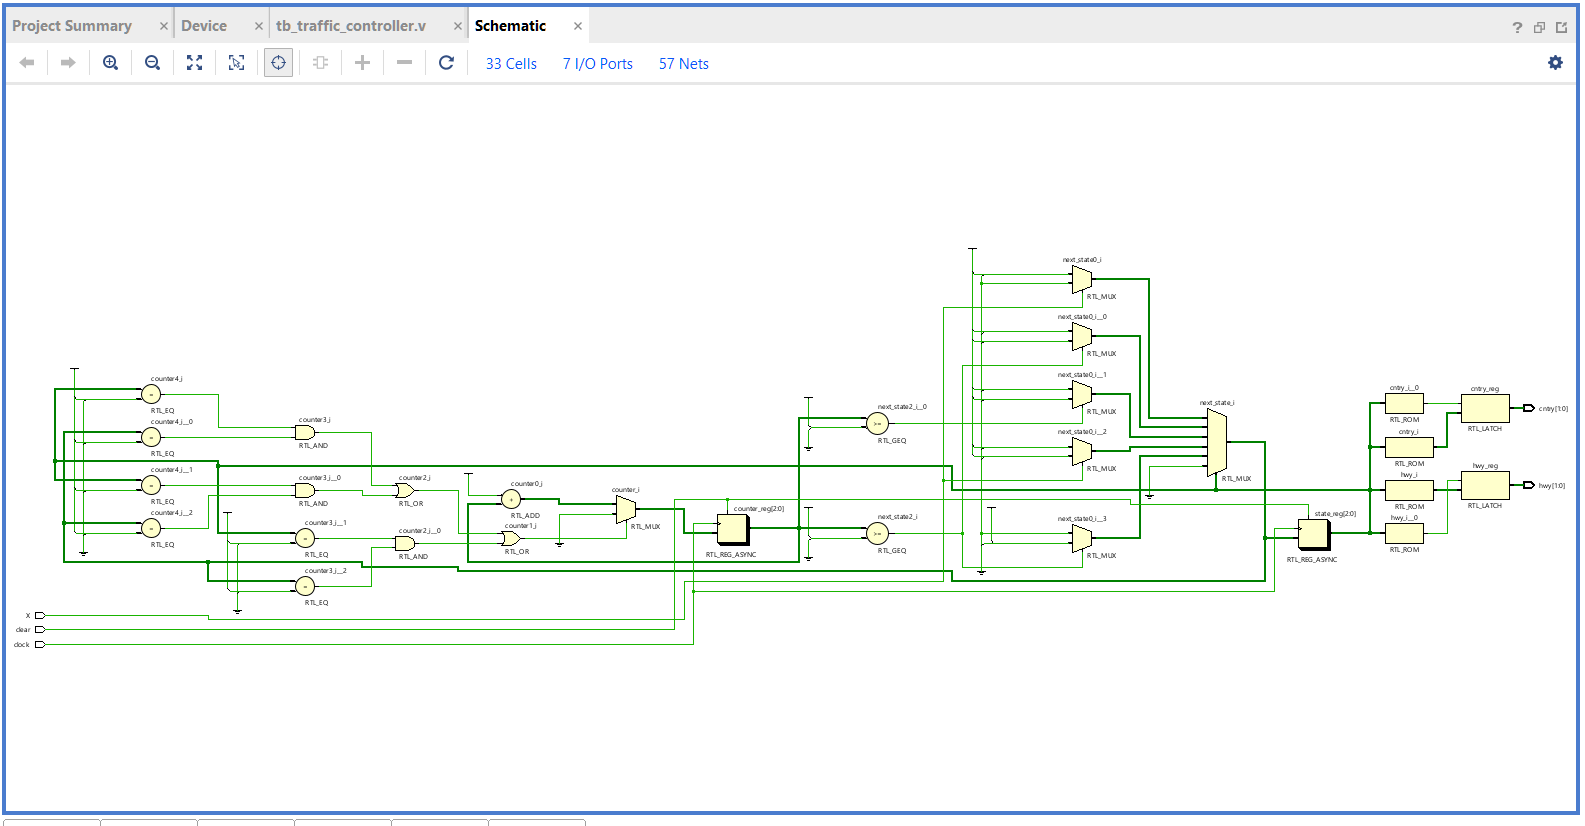 Project Summary × Device × tb_traffic_controller.v × Schematic × ?
33 Cells 7 I/O Ports 57 Nets
next_state0_i
RTL_MUX
next_state0_i__0
RTL_MUX
next_state0_i__1
RTL_MUX
next_state0_i__2
RTL_MUX
next_state_i
RTL_MUX
next_state0_i__3
RTL_MUX
counter4_i
RTL_EQ
counter4_i__0
RTL_EQ
counter4_i__1
RTL_EQ
counter4_i__2
RTL_EQ
counter3_i
RTL_AND
counter3_i__0
RTL_AND
counter3_i__1
RTL_EQ
counter3_i__2
RTL_EQ
counter2_i
RTL_OR
counter2_i__0
RTL_AND
counter0_i
+
RTL_ADD
counter1_i
RTL_OR
counter_i
RTL_MUX
counter_reg[2:0]
RTL_REG_ASYNC
next_state2_i__0
>=
RTL_GEQ
next_state2_i
>=
RTL_GEQ
state_reg[2:0]
RTL_REG_ASYNC
cntry_i__0
RTL_ROM
cntry_i
RTL_ROM
hwy_i
RTL_ROM
hwy_i__0
RTL_ROM
cntry_reg
RTL_LATCH
cntry[1:0]
hwy_reg
RTL_LATCH
hwy[1:0]
X
clear
clock